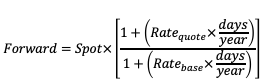 Forward = Spot × [ 1 + (Rate_quote × days/year) / 1 + (Rate_base × days/year) ]